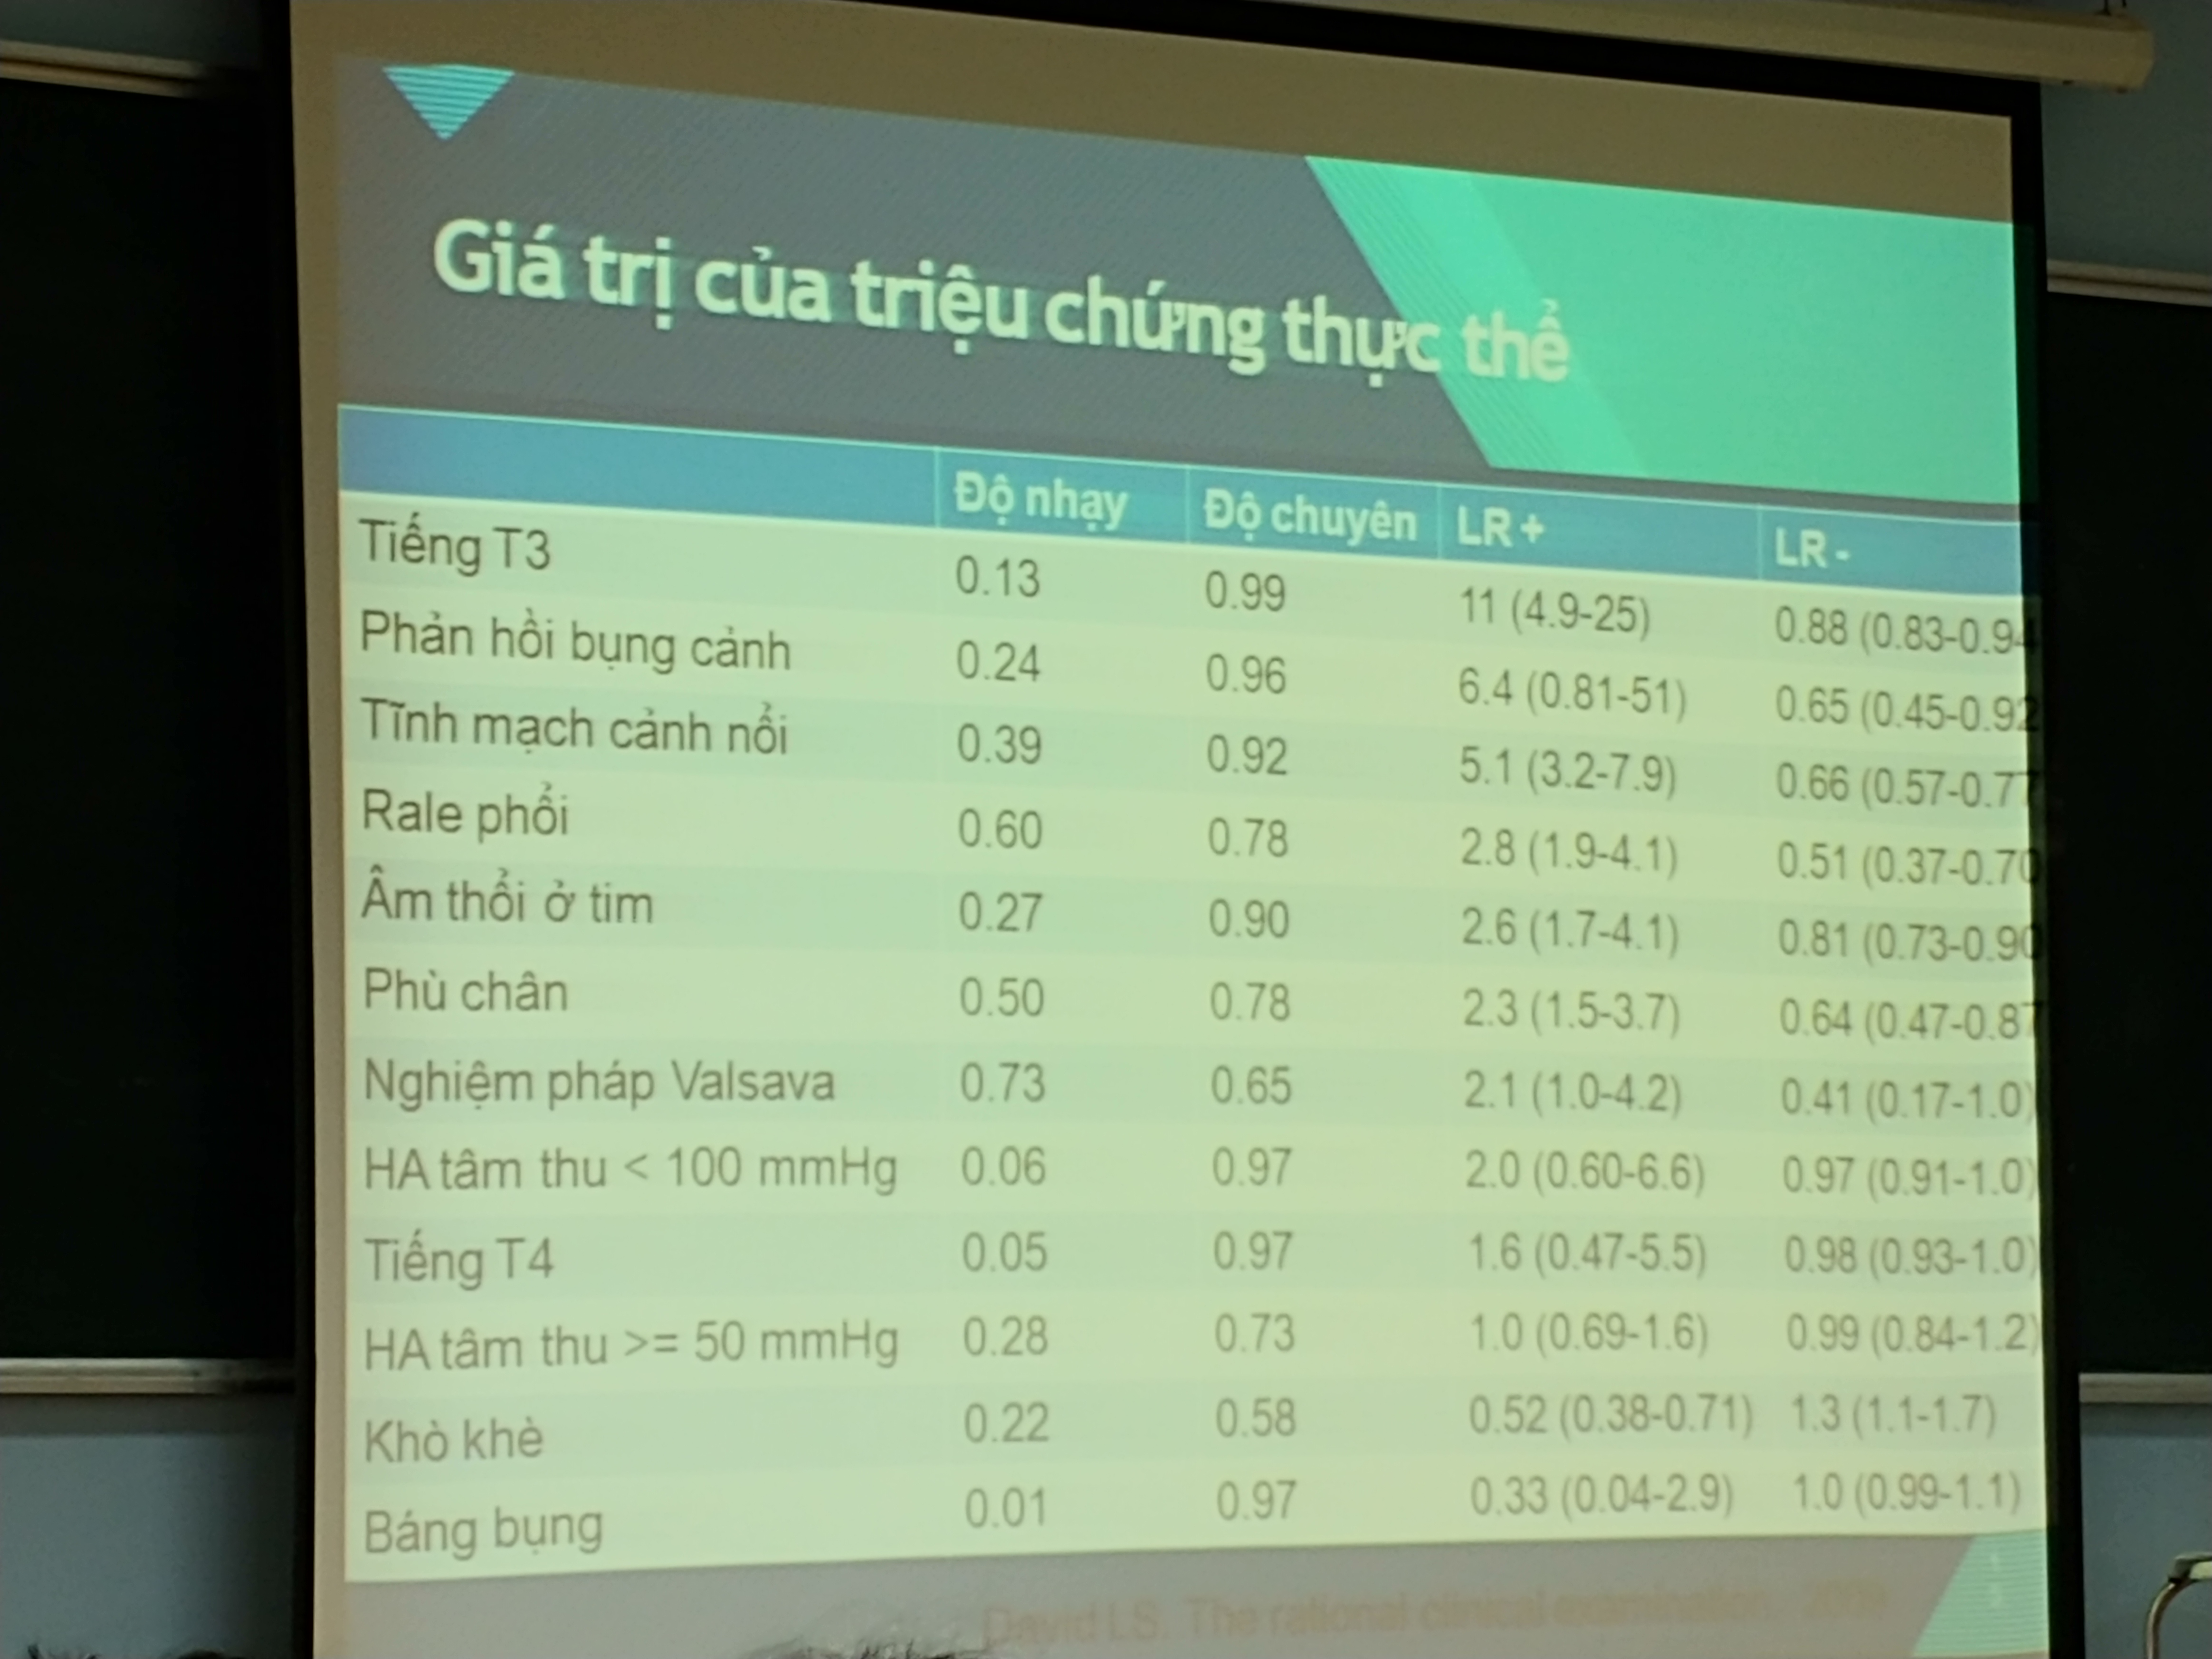 Giá trị của triệu chứng thực thể
Độ nhạy Độ chuyên LR + LR -
Tiếng T3 0.13 0.99 11 (4.9-25) 0.88 (0.83-0.94
Phản hồi bụng cảnh 0.24 0.96 6.4 (0.81-51) 0.65 (0.45-0.92
Tĩnh mạch cảnh nổi 0.39 0.92 5.1 (3.2-7.9) 0.66 (0.57-0.77
Rale phổi 0.60 0.78 2.8 (1.9-4.1) 0.51 (0.37-0.70
Âm thổi ở tim 0.27 0.90 2.6 (1.7-4.1) 0.81 (0.73-0.90
Phù chân 0.50 0.78 2.3 (1.5-3.7) 0.64 (0.47-0.87
Nghiệm pháp Valsava 0.73 0.65 2.1 (1.0-4.2) 0.41 (0.17-1.0)
HA tâm thu < 100 mmHg 0.06 0.97 2.0 (0.60-6.6) 0.97 (0.91-1.0)
Tiếng T4 0.05 0.97 1.6 (0.47-5.5) 0.98 (0.93-1.0)
HA tâm thu >= 50 mmHg 0.28 0.73 1.0 (0.69-1.6) 0.99 (0.84-1.2)
Khò khè 0.22 0.58 0.52 (0.38-0.71) 1.3 (1.1-1.7)
Báng bụng 0.01 0.97 0.33 (0.04-2.9) 1.0 (0.99-1.1)
David LS. The rational clinical examination.